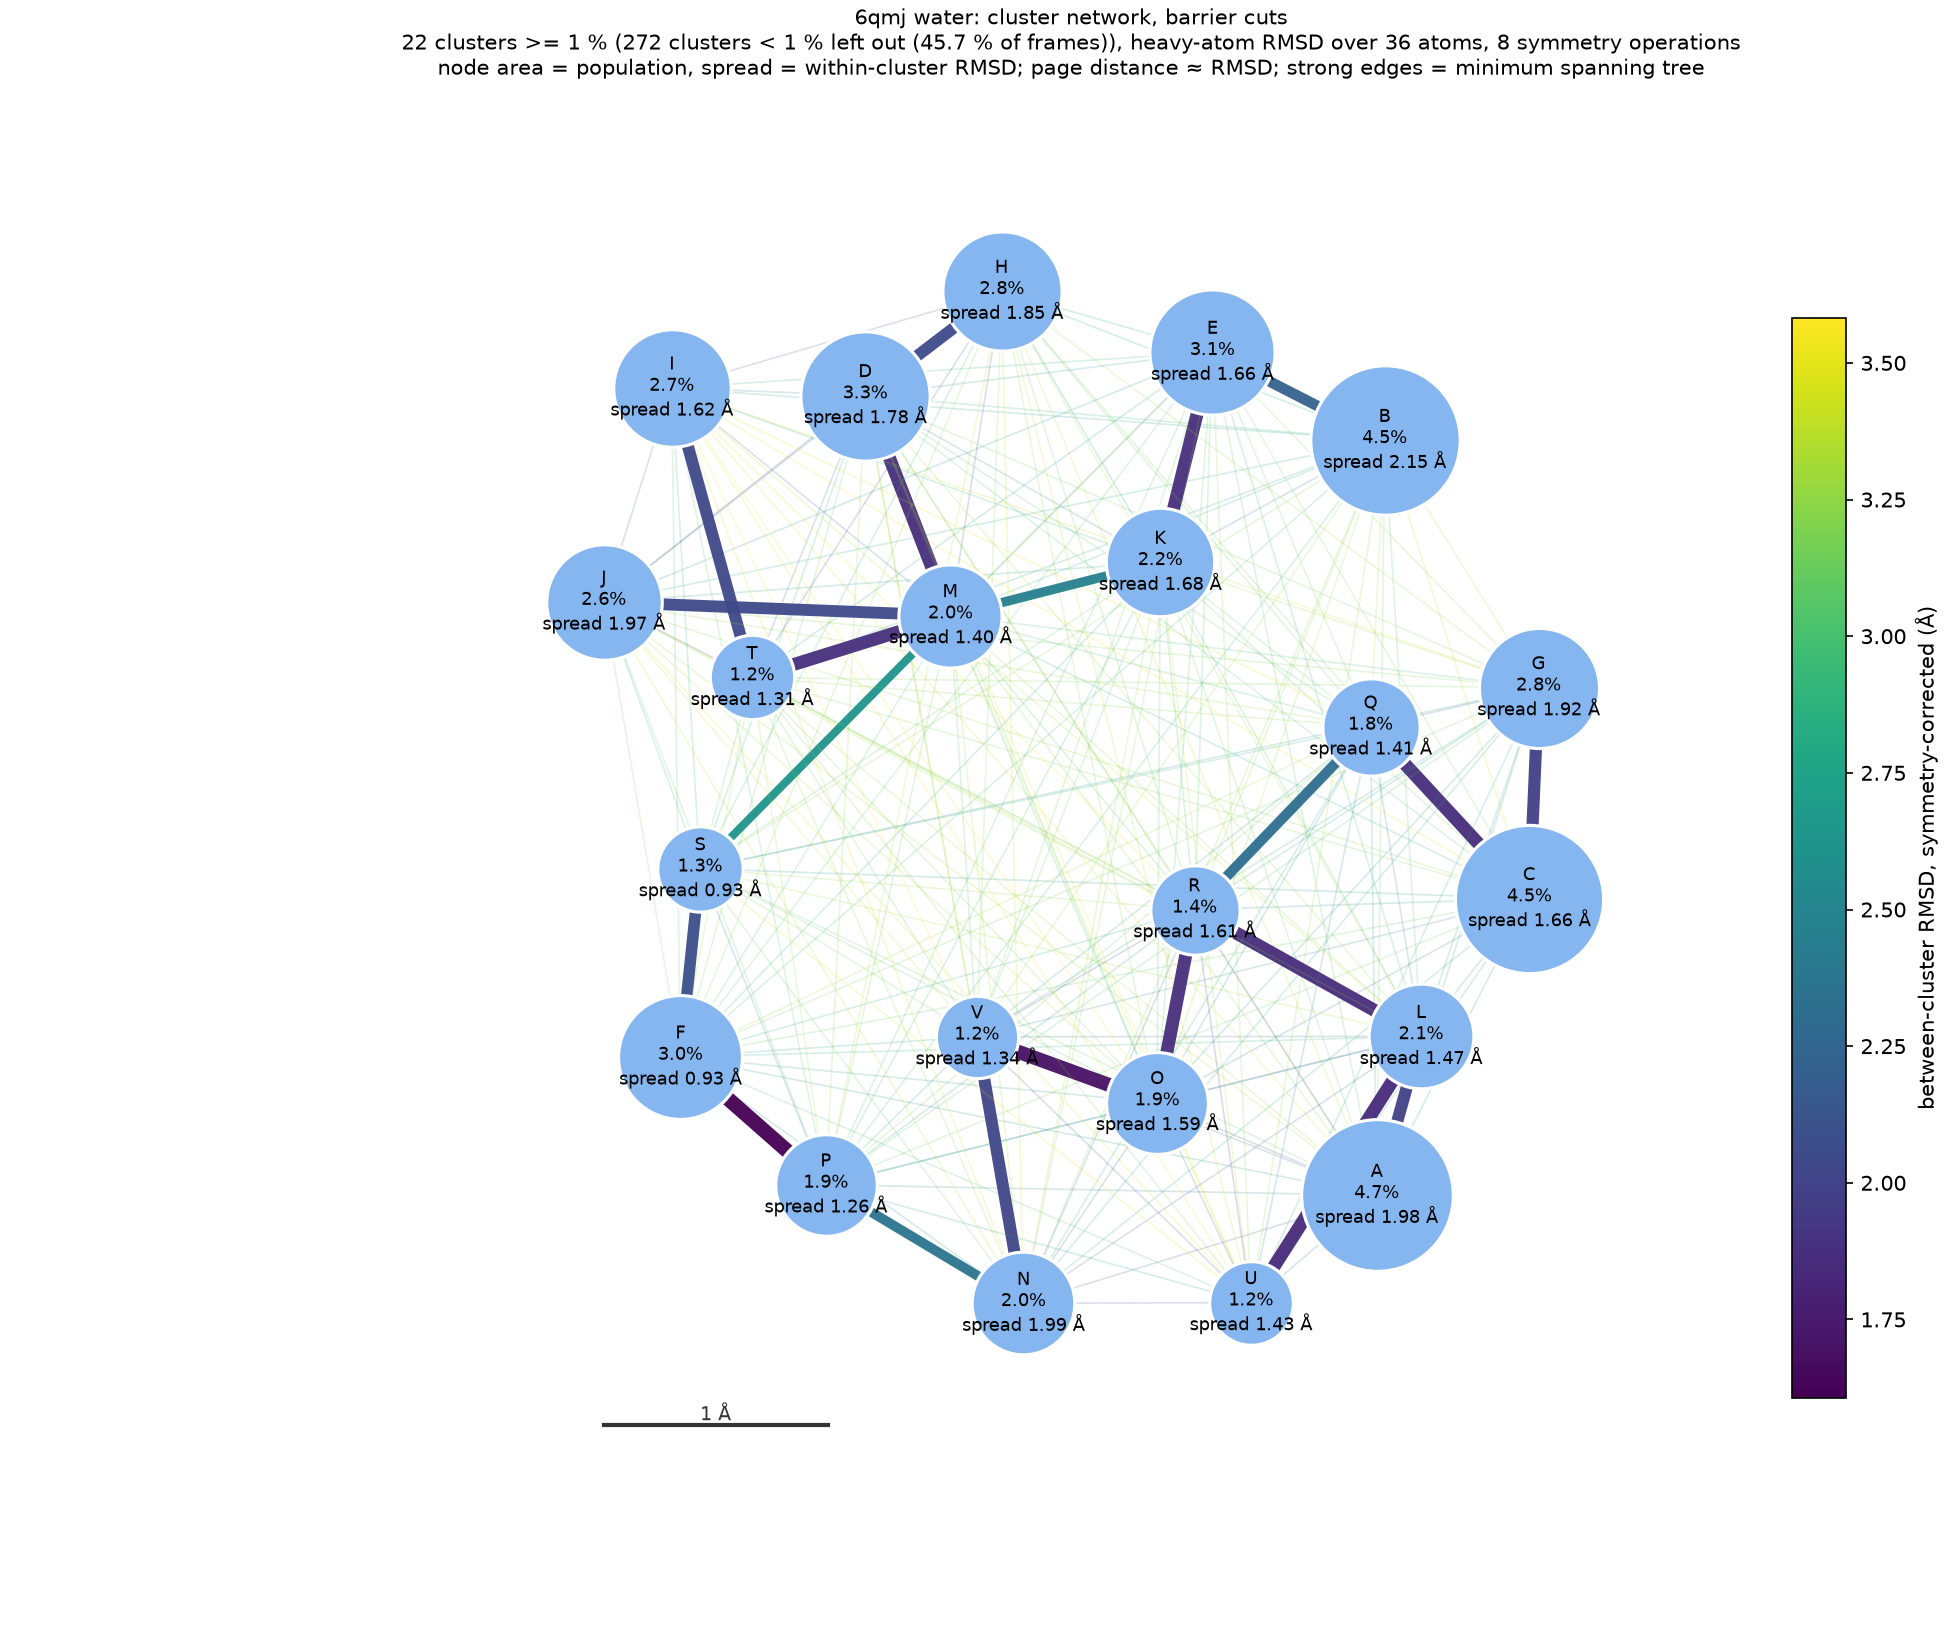 6qmj water: cluster network, barrier cuts
22 clusters >= 1 % (272 clusters < 1 % left out (45.7 % of frames)), heavy-atom RMSD over 36 atoms, 8 symmetry operations
node area = population, spread = within-cluster RMSD; page distance ≈ RMSD; strong edges = minimum spanning tree
H
2.8%
spread 1.85 Å
E
3.1%
spread 1.66 Å
I
2.7%
spread 1.62 Å
D
3.3%
spread 1.78 Å
B
4.5%
spread 2.15 Å
K
2.2%
spread 1.68 Å
J
2.6%
spread 1.97 Å
M
2.0%
spread 1.40 Å
T
1.2%
spread 1.31 Å
G
2.8%
spread 1.92 Å
Q
1.8%
spread 1.41 Å
S
1.3%
spread 0.93 Å
R
1.4%
spread 1.61 Å
C
4.5%
spread 1.66 Å
F
3.0%
spread 0.93 Å
V
1.2%
spread 1.34 Å
L
2.1%
spread 1.47 Å
O
1.9%
spread 1.59 Å
P
1.9%
spread 1.26 Å
A
4.7%
spread 1.98 Å
N
2.0%
spread 1.99 Å
U
1.2%
spread 1.43 Å
1 Å
3.50
3.25
3.00
2.75
2.50
2.25
2.00
1.75
between-cluster RMSD, symmetry-corrected (Å)